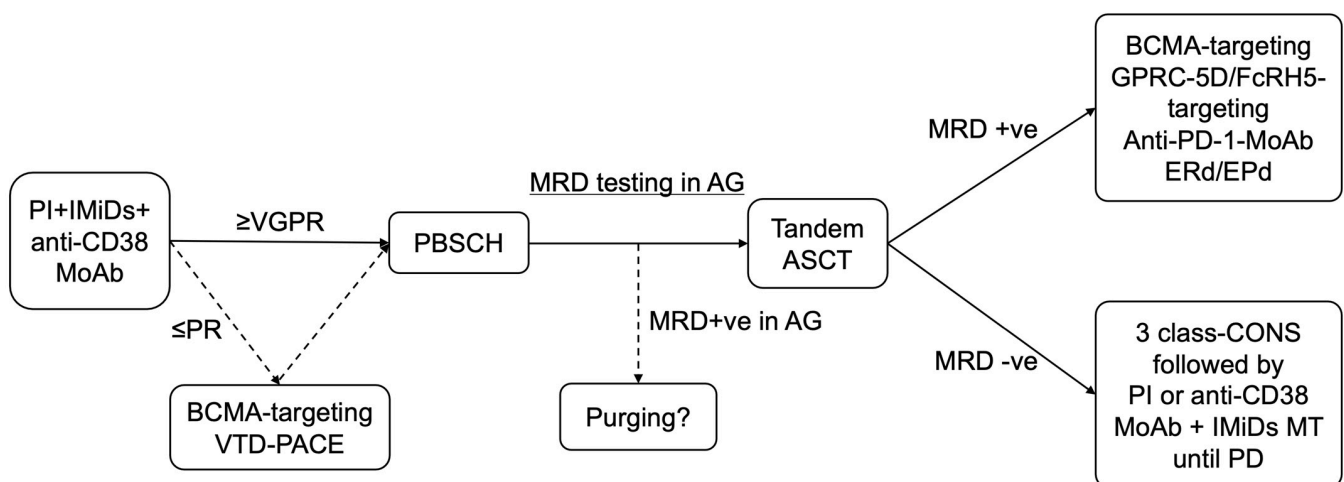 PI+IMiDs+
anti-CD38
MoAb
≥VGPR
≤PR
BCMA-targeting
VTD-PACE
PBSCH
MRD testing in AG
MRD+ve in AG
Purging?
Tandem
ASCT
MRD +ve
BCMA-targeting
GPRC-5D/FcRH5-
targeting
Anti-PD-1-MoAb
ERd/EPd
MRD -ve
3 class-CONS
followed by
PI or anti-CD38
MoAb + IMiDs MT
until PD